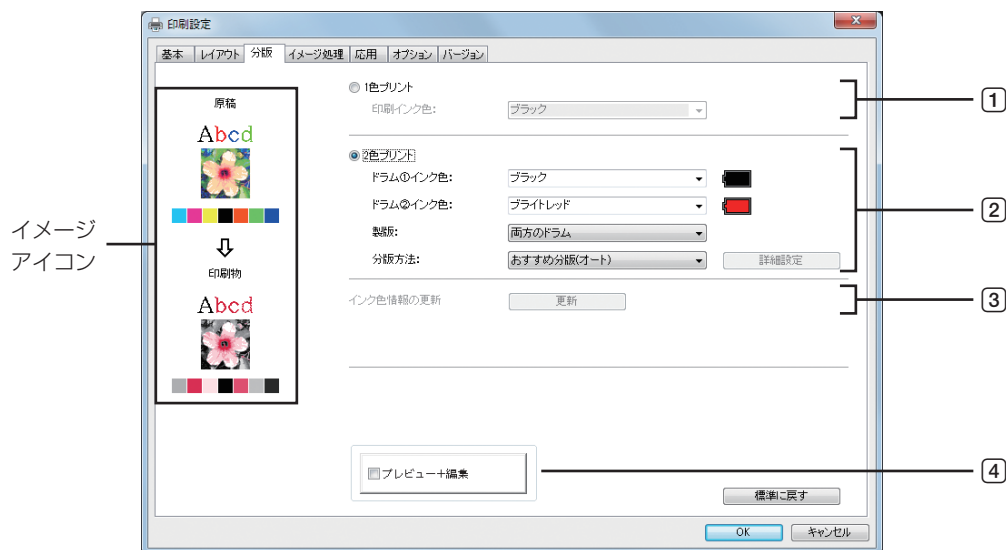 印刷設定
基本 レイアウト 分版 イメージ処理 応用 オプション バージョン
原稿
Abcd
印刷物
Abcd
イメージ
アイコン
1色プリント
印刷インク色: ブラック
1
2色プリント
ドラム①インク色: ブラック
ドラム②インク色: ブライトレッド
製版: 両方のドラム
分版方法: おすすめ分版(オート) 詳細設定
2
インク色情報の更新 更新
3
プレビュー+編集
4
標準に戻す
OK キャンセル